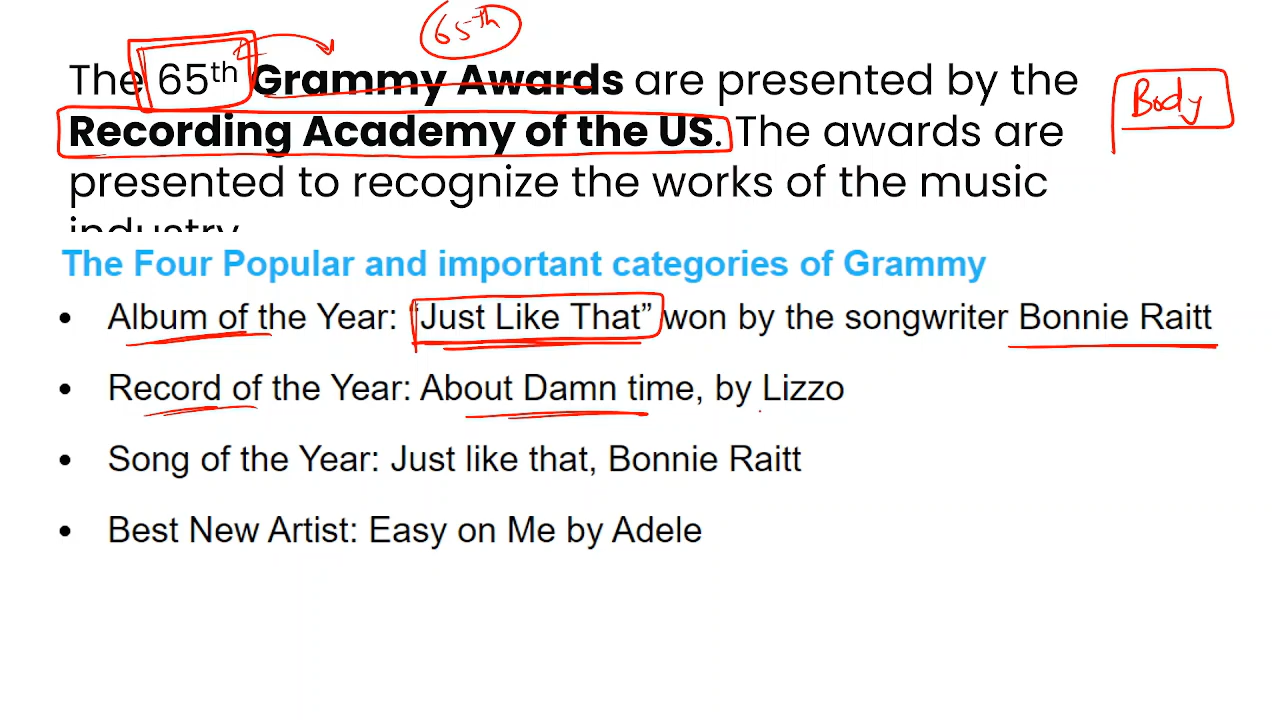 65th
The 65th Grammy Awards are presented by the
Body
Recording Academy of the US. The awards are
presented to recognize the works of the music
industry
The Four Popular and important categories of Grammy
• Album of the Year: “Just Like That” won by the songwriter Bonnie Raitt
• Record of the Year: About Damn time, by Lizzo
• Song of the Year: Just like that, Bonnie Raitt
• Best New Artist: Easy on Me by Adele